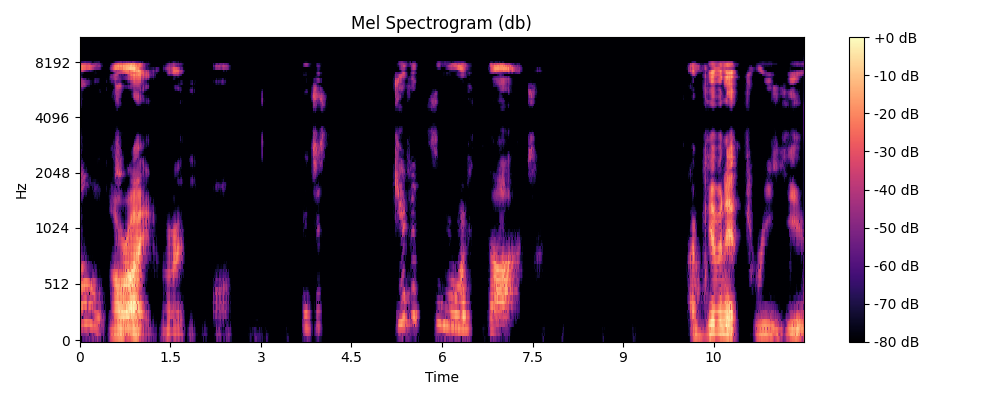 Mel Spectrogram (db)
+0 dB
8192
-10 dB
4096
-20 dB
-30 dB
2048
Hz
-40 dB
1024
-50 dB
512
-60 dB
-70 dB
0
-80 dB
0 1.5 3 4.5 6 7.5 9 10
Time